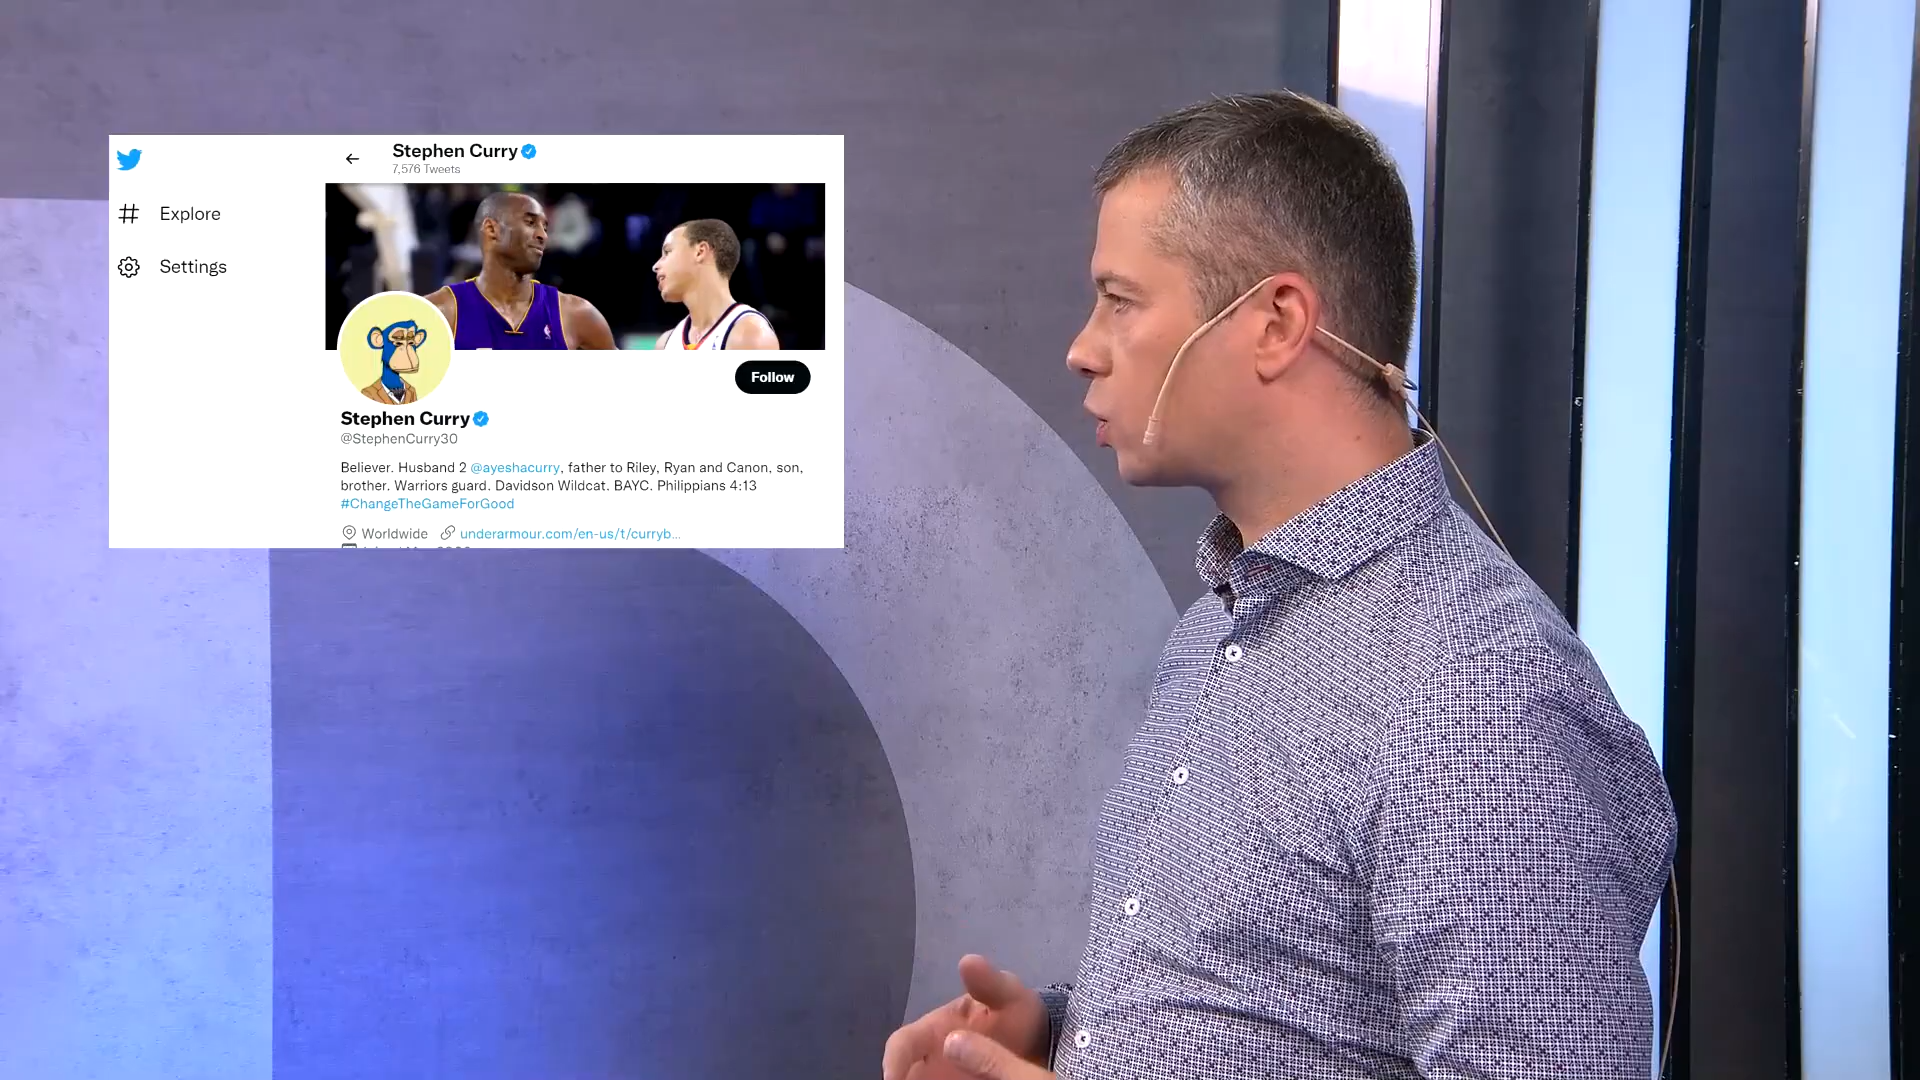 Stephen Curry
7,576 Tweets
Explore
Settings
Follow
Stephen Curry
@StephenCurry30
Believer. Husband 2 @ayeshacurry, father to Riley, Ryan and Canon, son,
brother. Warriors guard. Davidson Wildcat. BAYC. Philippians 4:13
#ChangeTheGameForGood
Worldwide underarmour.com/en-us/t/curryb...